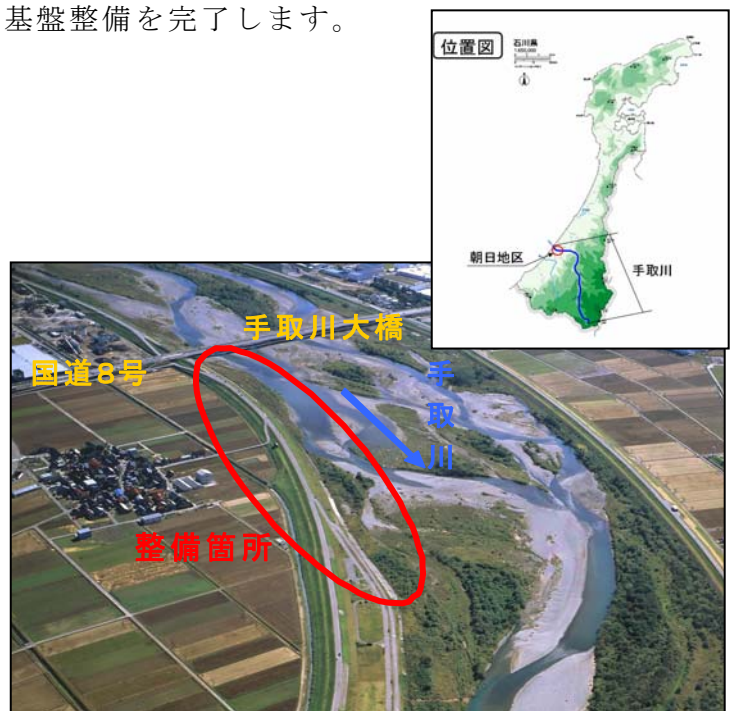 基盤整備を完了します。
位置図
石川県
朝日地区
手取川
手取川大橋
国道8号
手取川
整備箇所